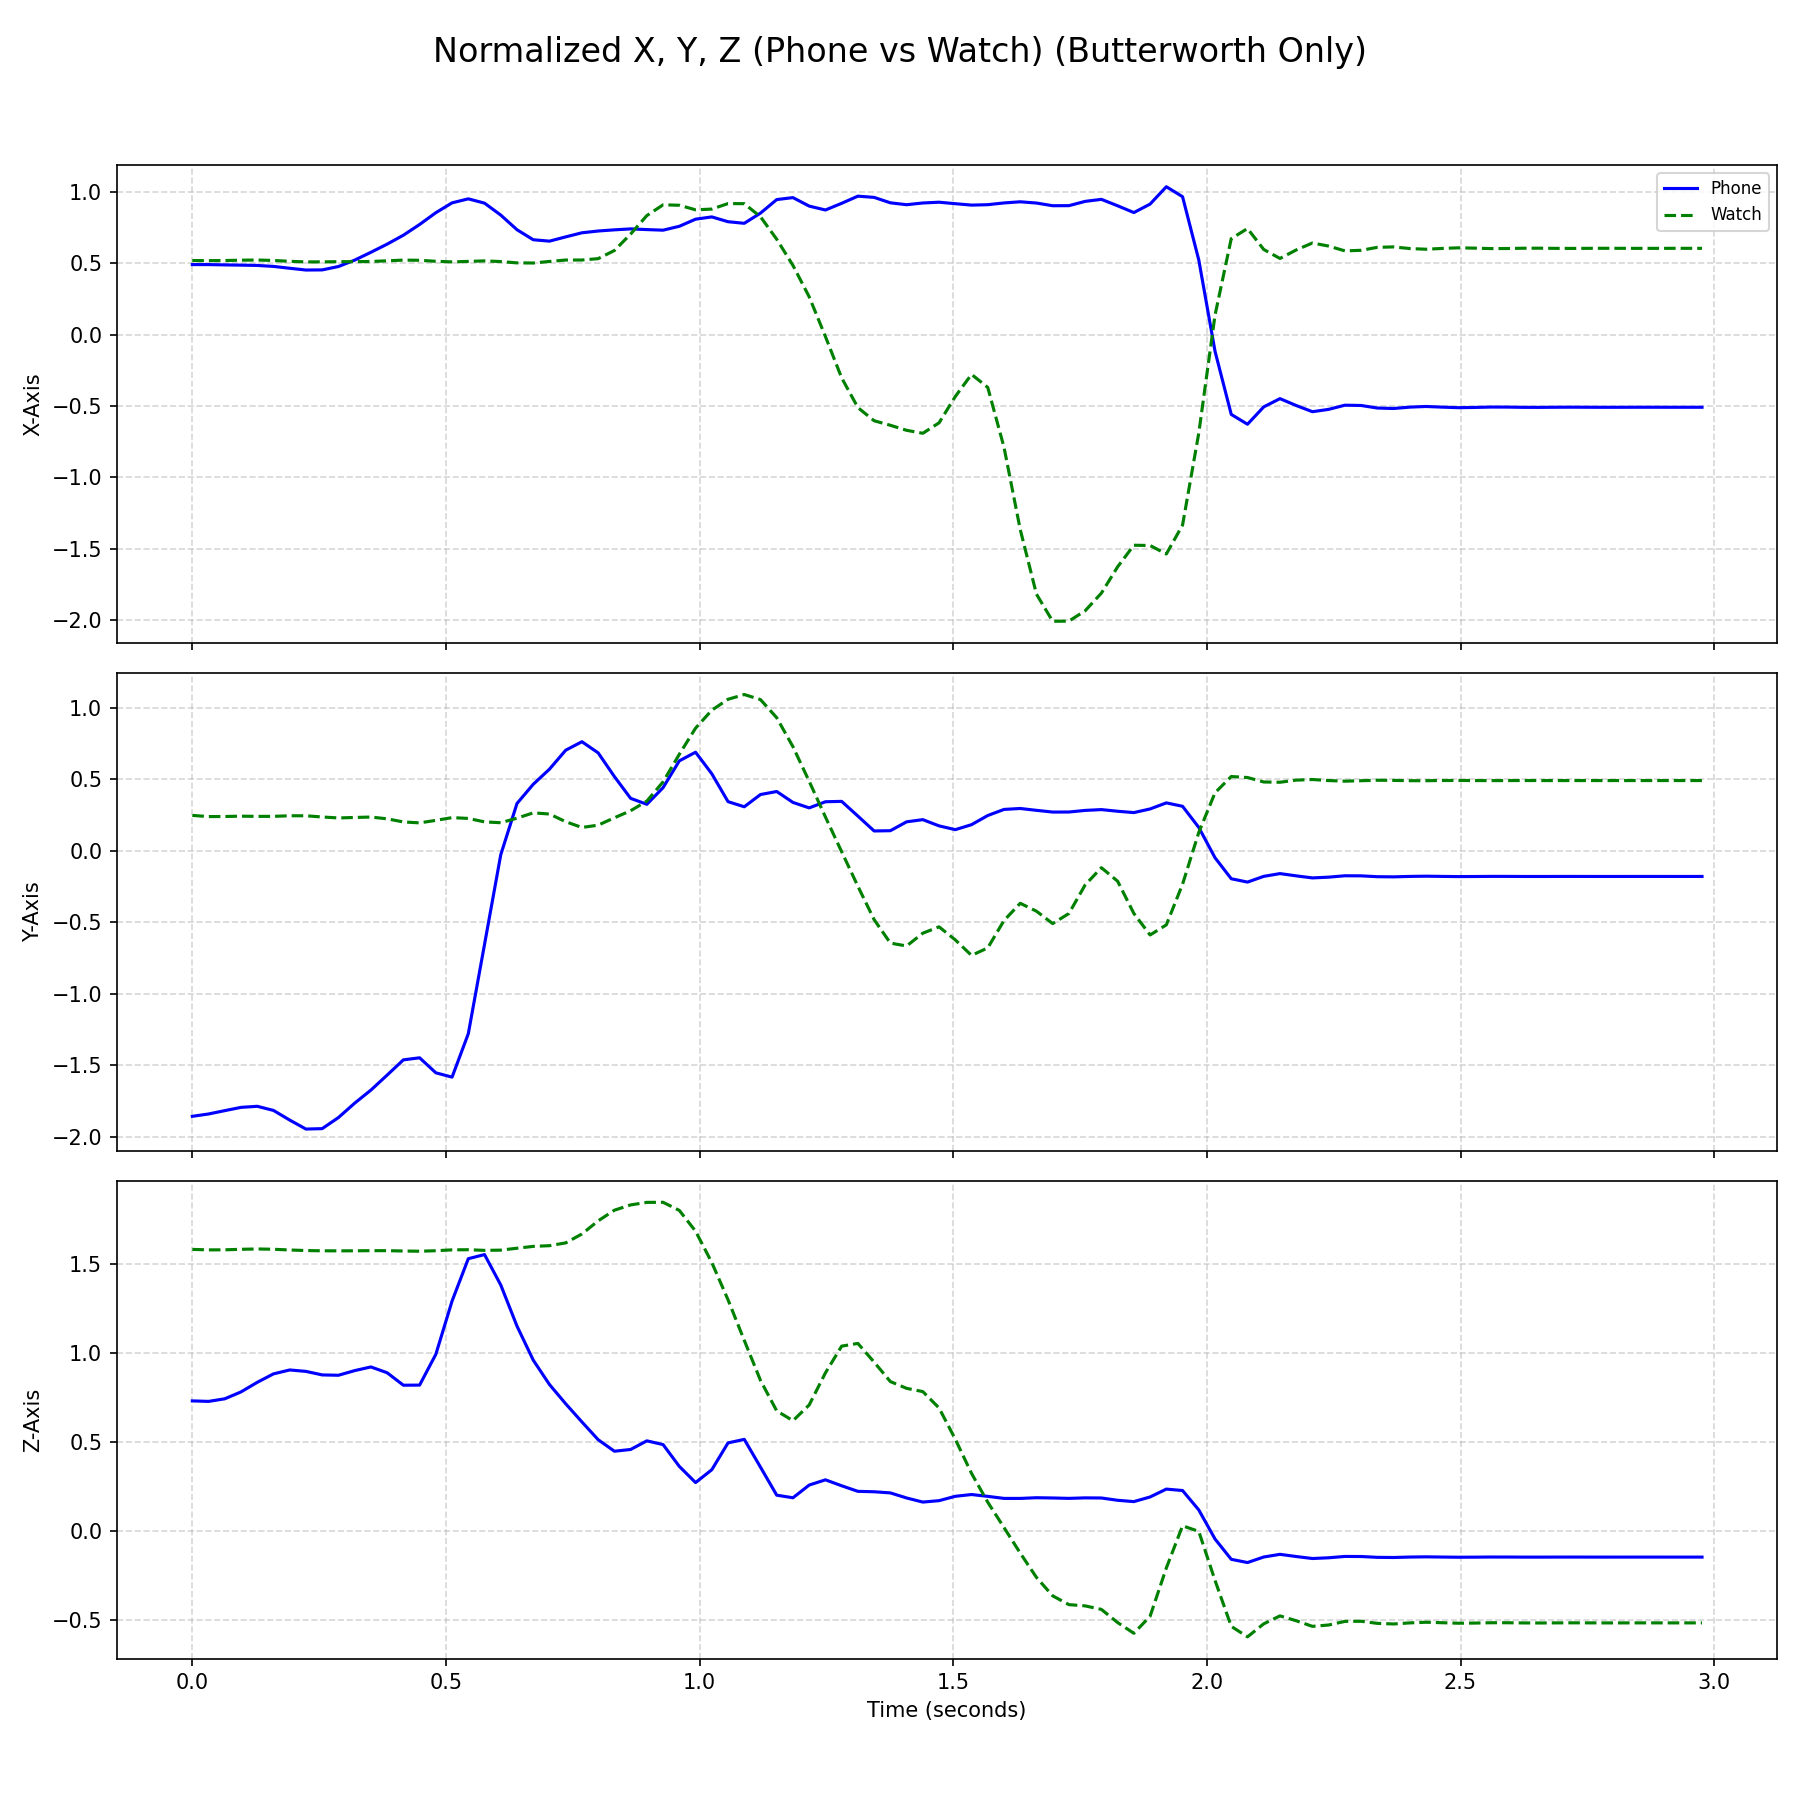 Normalized X, Y, Z (Phone vs Watch) (Butterworth Only)
Phone
Watch
1.0
0.5
0.0
−0.5
−1.0
−1.5
−2.0
X-Axis
1.0
0.5
0.0
−0.5
−1.0
−1.5
−2.0
Y-Axis
1.5
1.0
0.5
0.0
−0.5
Z-Axis
0.0 0.5 1.0 1.5 2.0 2.5 3.0
Time (seconds)